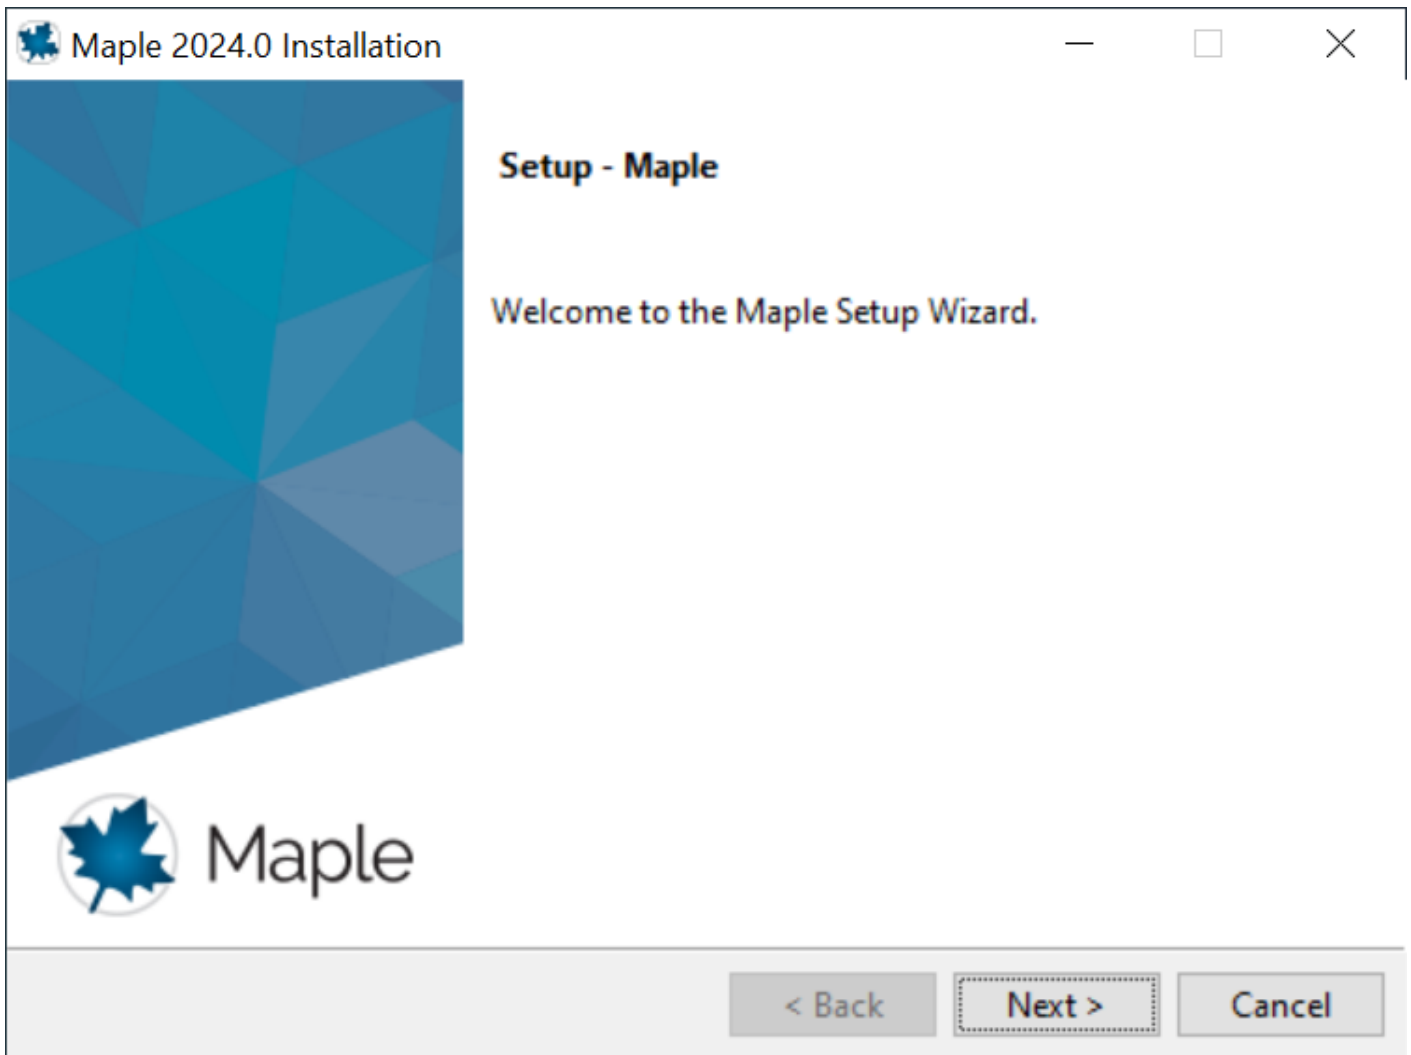 Maple 2024.0 Installation
Setup - Maple
Welcome to the Maple Setup Wizard.
Maple
< Back
Next >
Cancel